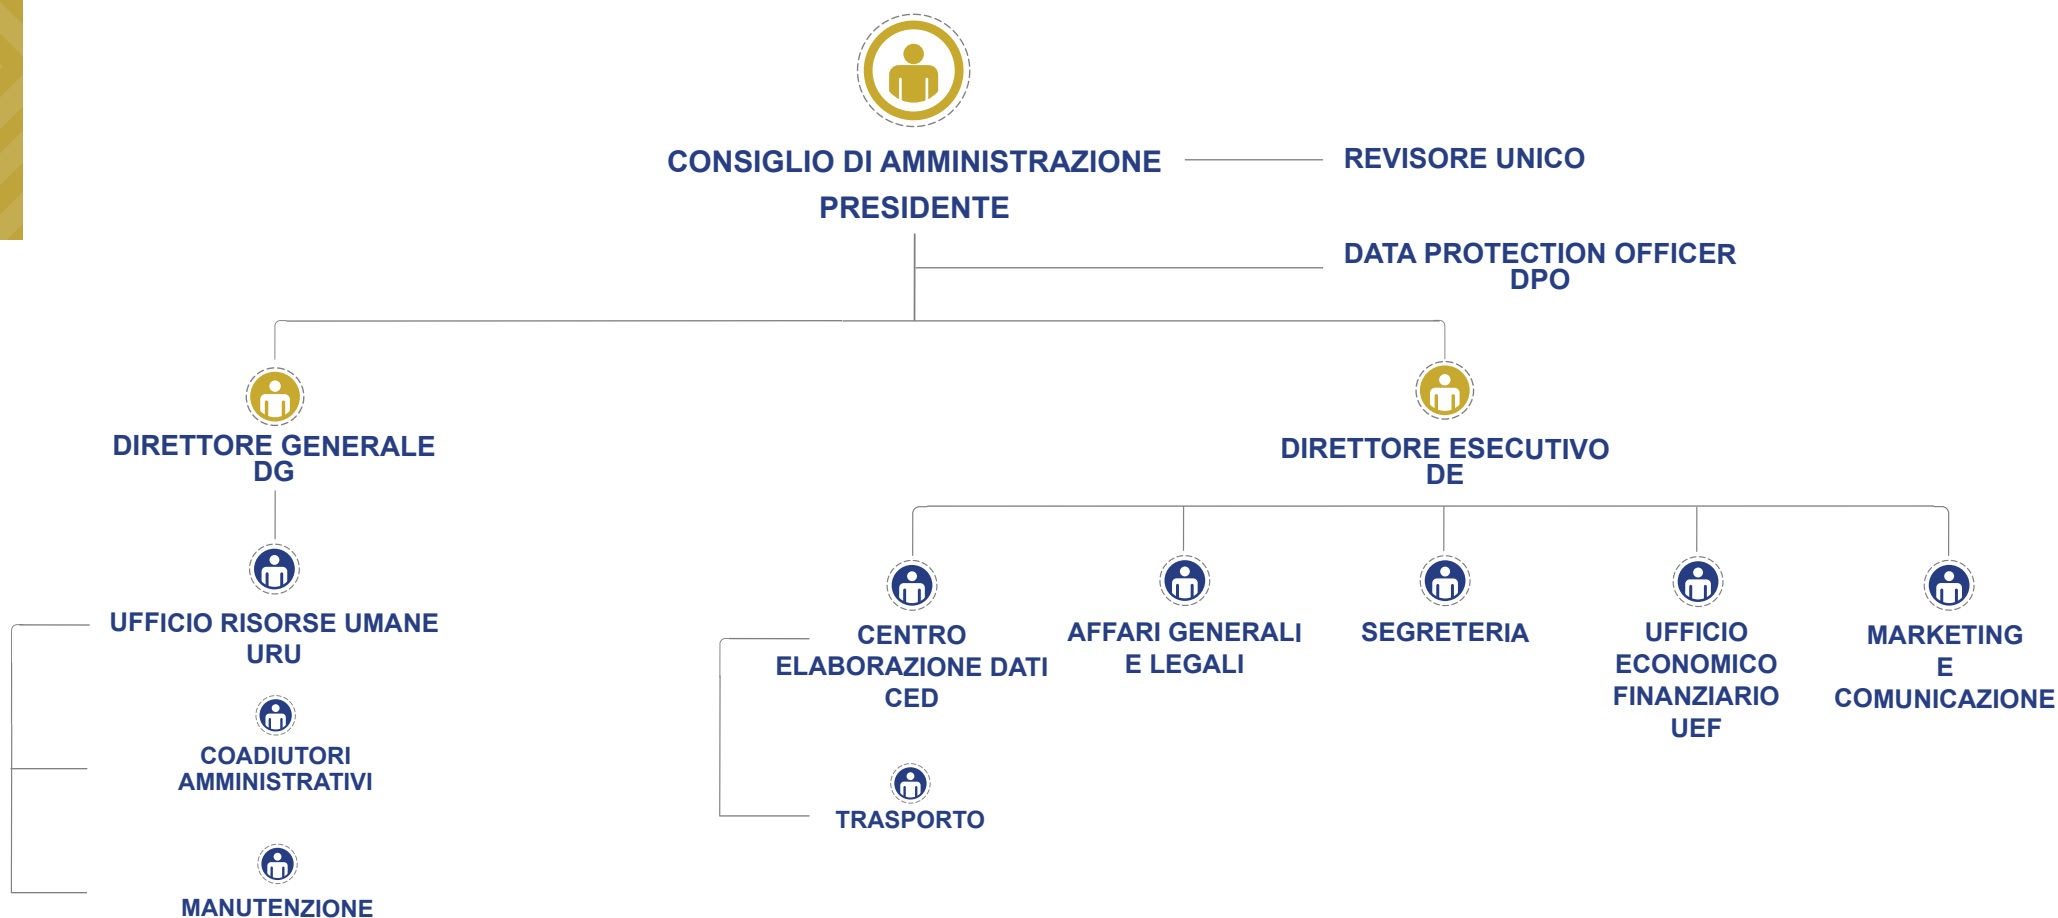 CONSIGLIO DI AMMINISTRAZIONE
PRESIDENTE
REVISORE UNICO
DATA PROTECTION OFFICER
DPO
DIRETTORE GENERALE
DG
DIRETTORE ESECUTIVO
DE
UFFICIO RISORSE UMANE
URU
COADIUTORI
AMMINISTRATIVI
MANUTENZIONE
CENTRO
ELABORAZIONE DATI
CED
TRASPORTO
AFFARI GENERALI
E LEGALI
SEGRETERIA
UFFICIO
ECONOMICO
FINANZIARIO
UEF
MARKETING
E
COMUNICAZIONE